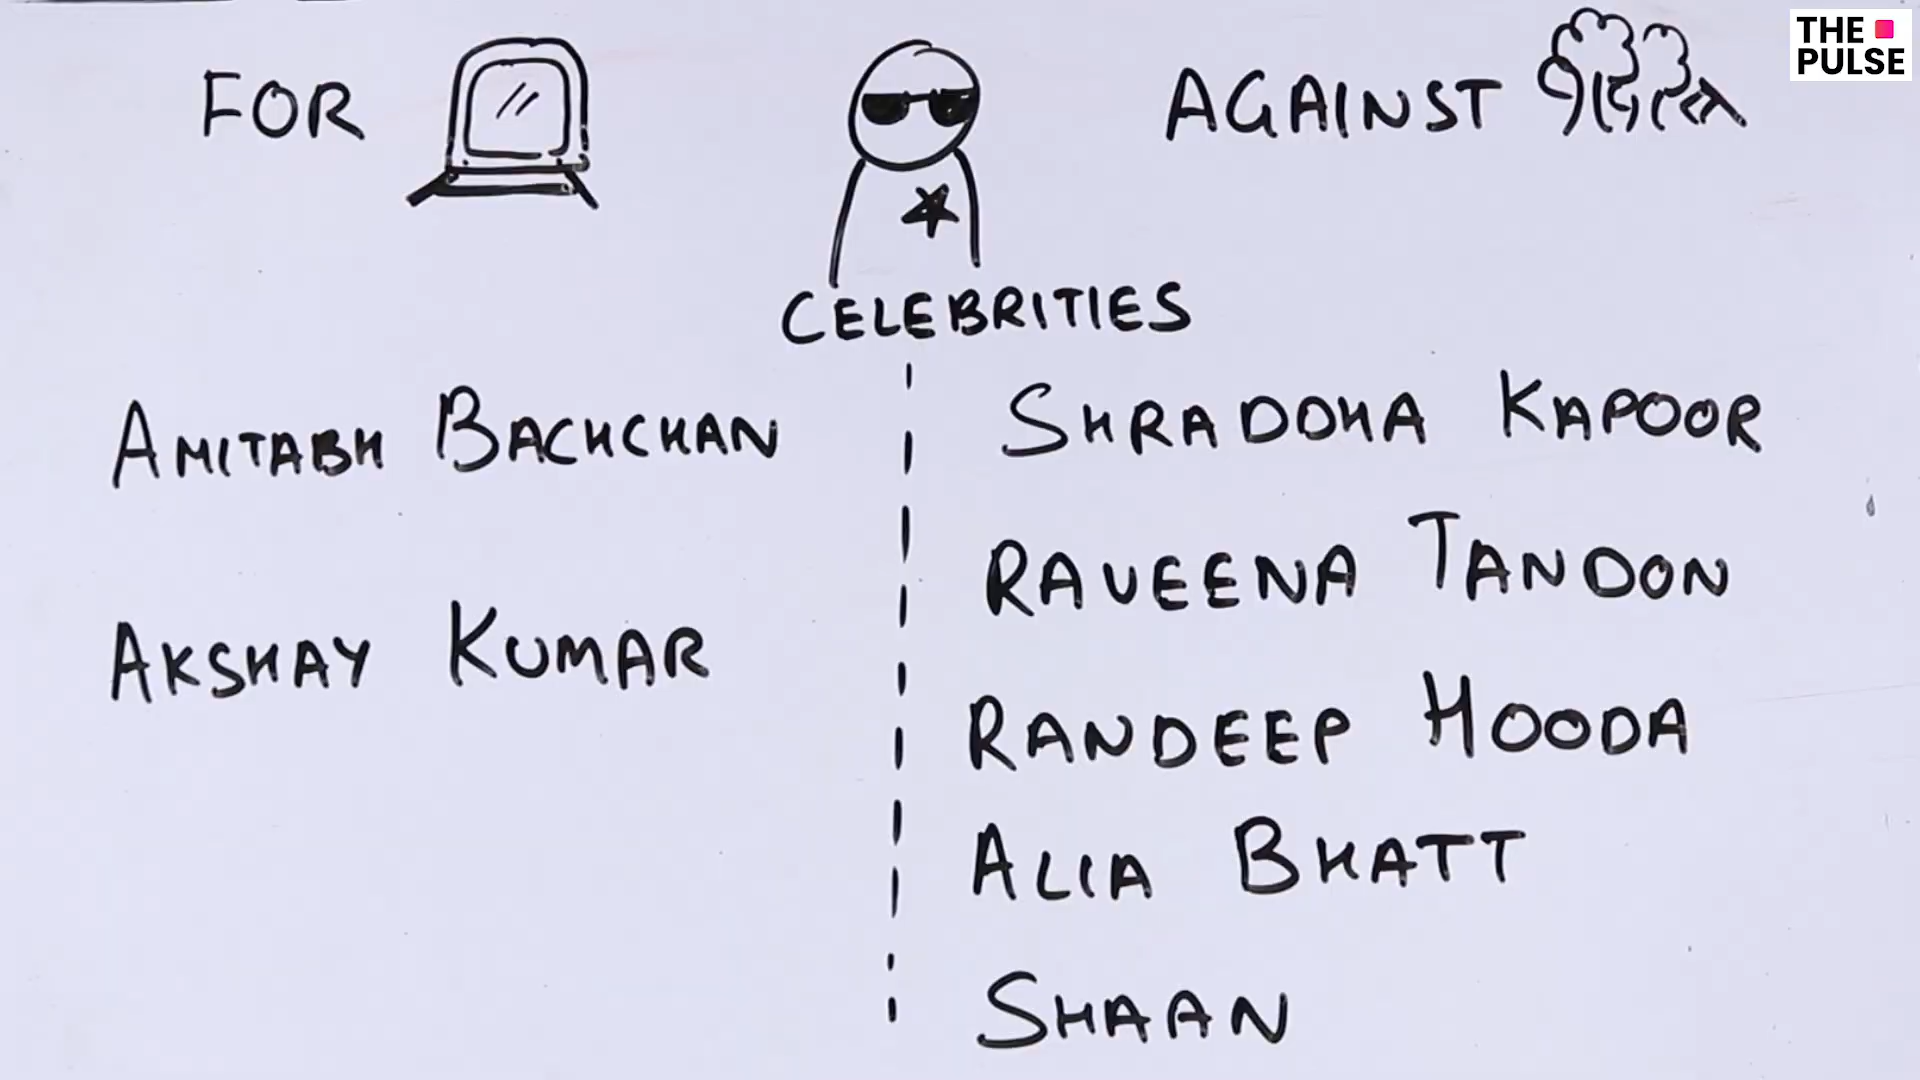 THE
PULSE
FOR
AGAINST
CELEBRITIES
AMITABH BACHCHAN
AKSHAY KUMAR
SHRADDHA KAPOOR
RAVEENA TANDON
RANDEEP HOODA
ALIA BHATT
SHAAN